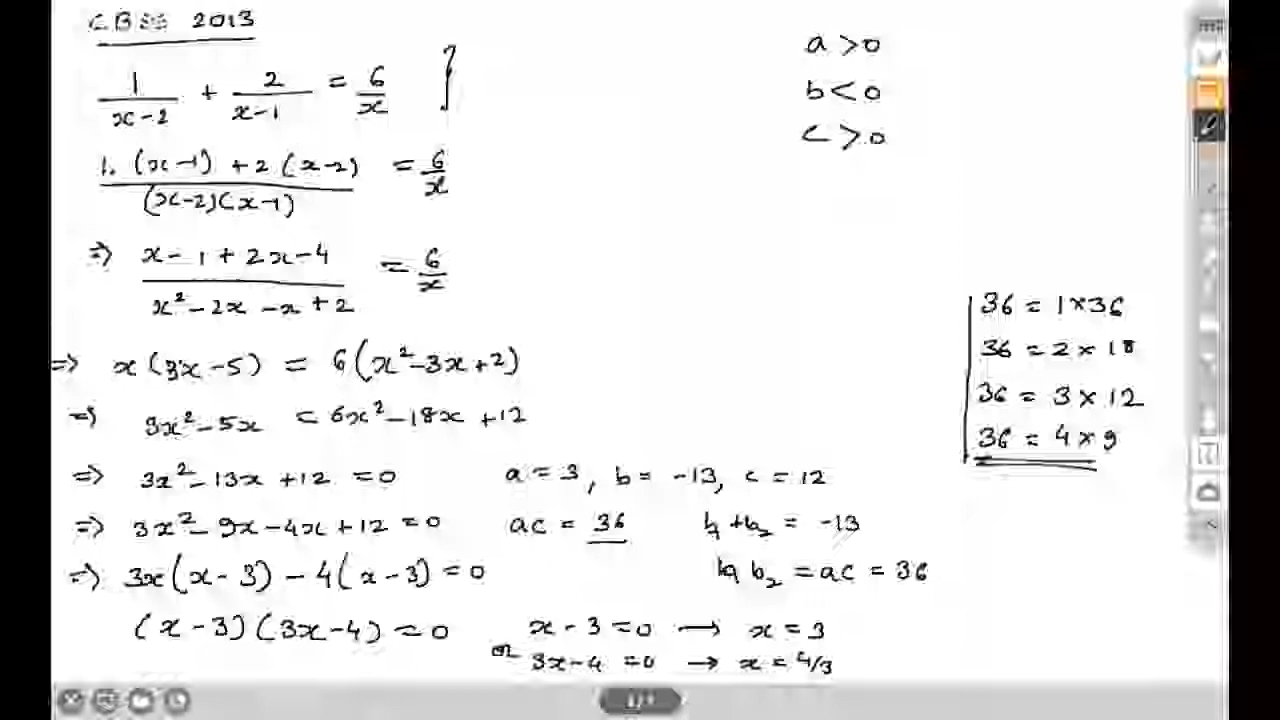 CBSE 2013
1/(x-2) + 2/(x-1) = 6/x
(1.(x-1) + 2(x-2))/((x-2)(x-1)) = 6/x
⇒ (x-1+2x-4)/(x²-2x-x+2) = 6/x
⇒ x(3x-5) = 6(x²-3x+2)
⇒ 3x²-5x = 6x²-18x+12
⇒ 3x²-13x+12 = 0 a=3, b=-13, c=12
⇒ 3x²-9x-4x+12=0 ac = 36 b₁+b₂ = -13
⇒ 3x(x-3)-4(x-3)=0 b₁b₂ = ac = 36
(x-3)(3x-4)=0 x-3=0 → x=3
or 3x-4=0 → x=4/3
a>0
b<0
c>0
36 = 1×36
36 = 2×18
36 = 3×12
36 = 4×9
1/1